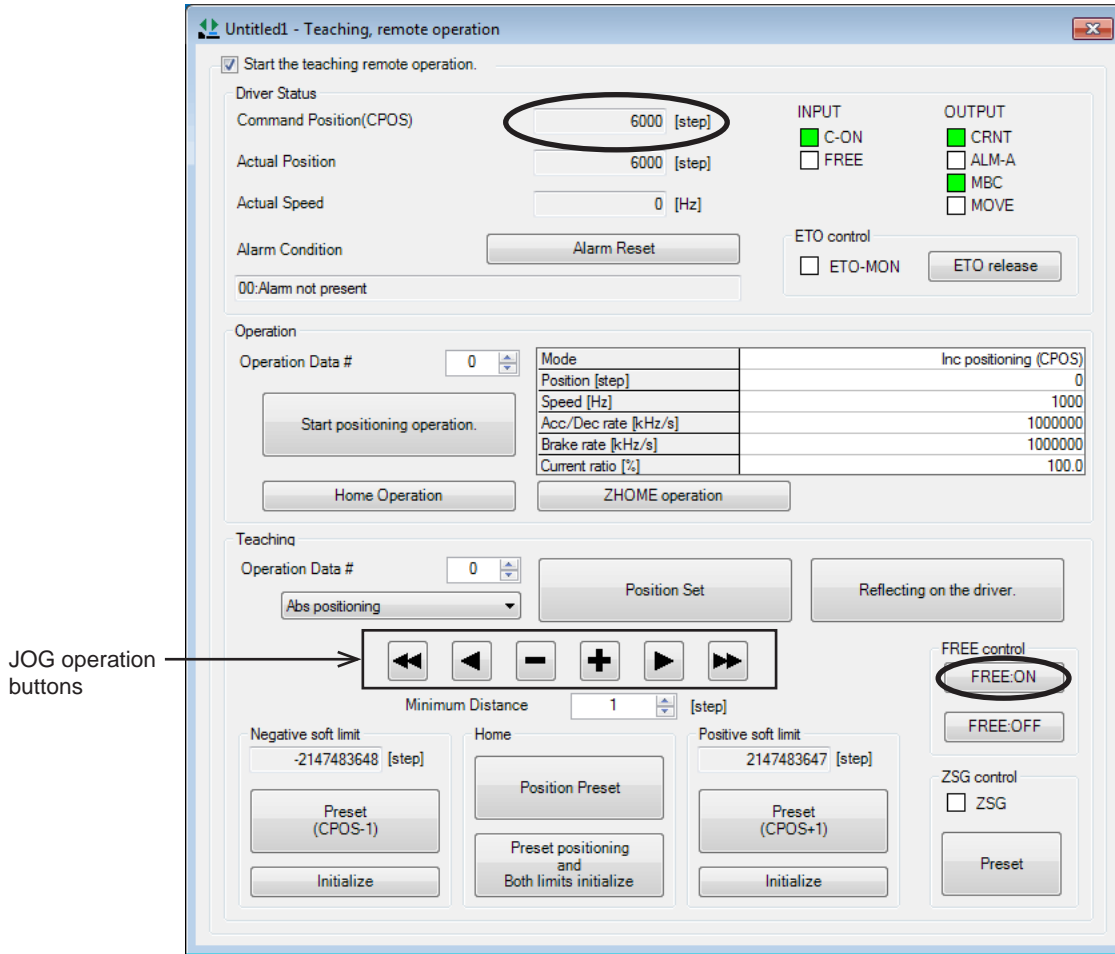 Untitled1 - Teaching, remote operation
Start the teaching remote operation.
Driver Status
Command Position(CPOS) 6000 [step]
INPUT OUTPUT
C-ON CRNT
Actual Position 6000 [step]
FREE ALM-A
MBC
Actual Speed 0 [Hz]
MOVE
ETO control
Alarm Condition Alarm Reset
ETO-MON ETO release
00:Alarm not present
Operation
Operation Data # 0
Mode Inc positioning (CPOS)
Position [step] 0
Speed [Hz] 1000
Start positioning operation.
Acc/Dec rate [kHz/s] 1000000
Brake rate [kHz/s] 1000000
Current ratio [%] 100.0
Home Operation ZHOME operation
Teaching
Operation Data # 0
Position Set
Reflecting on the driver.
Abs positioning
JOG operation
buttons
FREE control
FREE:ON
Minimum Distance 1 [step]
FREE:OFF
Negative soft limit
-2147483648 [step]
Preset
(CPOS-1)
Initialize
Home
Position Preset
Preset positioning
and
Both limits initialize
Positive soft limit
2147483647 [step]
Preset
(CPOS+1)
Initialize
ZSG control
ZSG
Preset